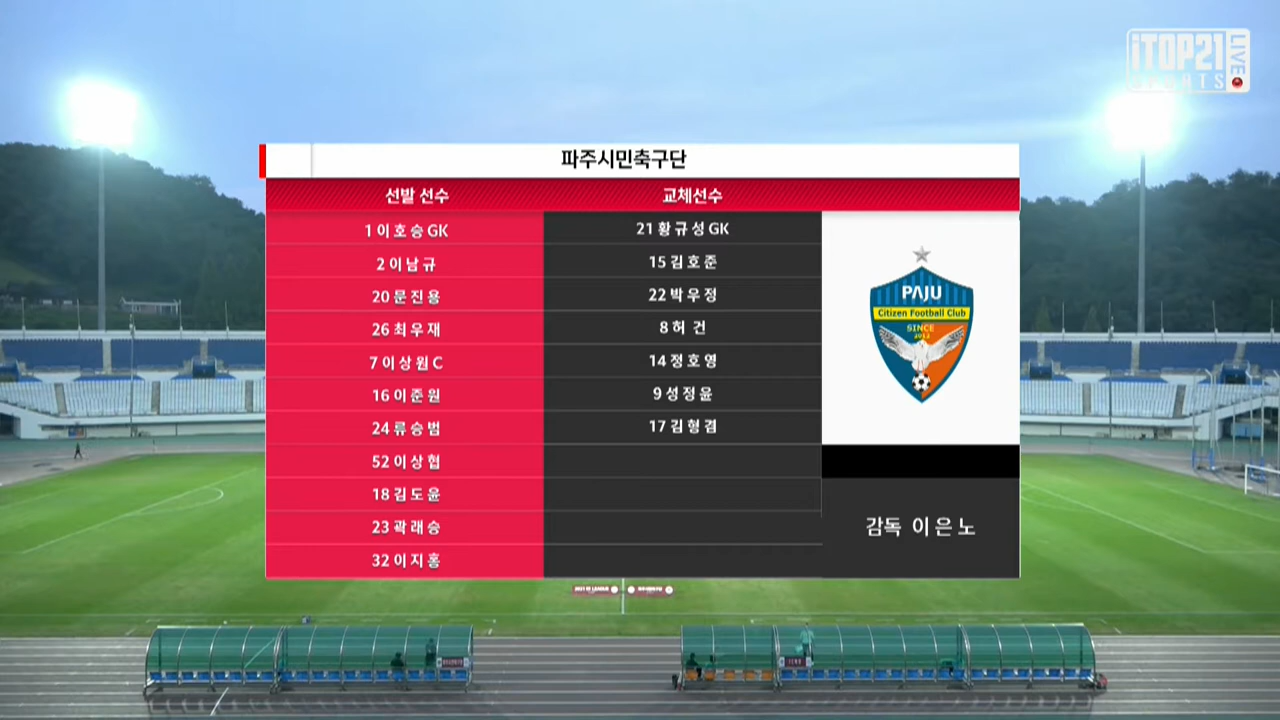 iTOP21
SPORTS
LIVE
파주시민축구단
선발 선수
교체선수
1 이 호 승 GK
2 이 남 규
20 문 진 용
26 최 우 재
7 이 상 원 C
16 이 준 원
24 류 승 범
52 이 상 협
18 김 도 윤
23 곽 래 승
32 이 지 홍
21 황 규 성 GK
15 김 호 준
22 박 우 정
8 허 건
14 정 호 영
9 성 정 윤
17 김 형 겸
PAJU
Citizen Football Club
SINCE
2012
감독 이 은 노